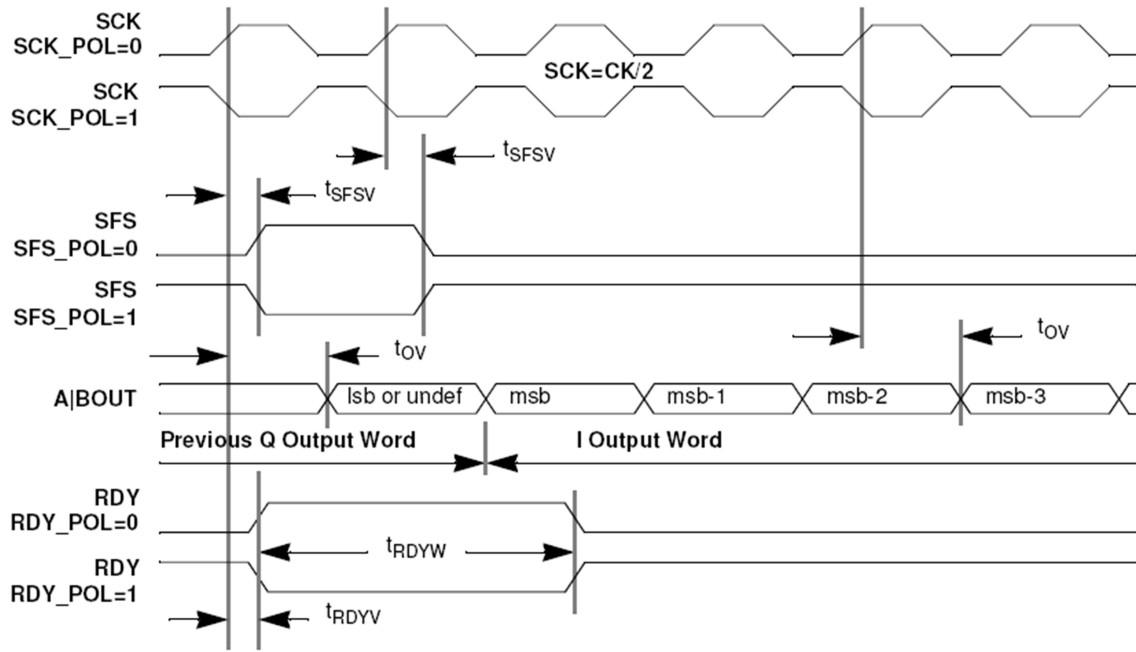 SCK
SCK_POL=0
SCK=CK/2
SCK
SCK_POL=1
tSFSV
tSFSV
SFS
SFS_POL=0
SFS
SFS_POL=1
tOV
tOV
A|BOUT
lsb or undef
msb
msb-1
msb-2
msb-3
Previous Q Output Word
I Output Word
RDY
RDY_POL=0
tRDYW
RDY
RDY_POL=1
tRDYV